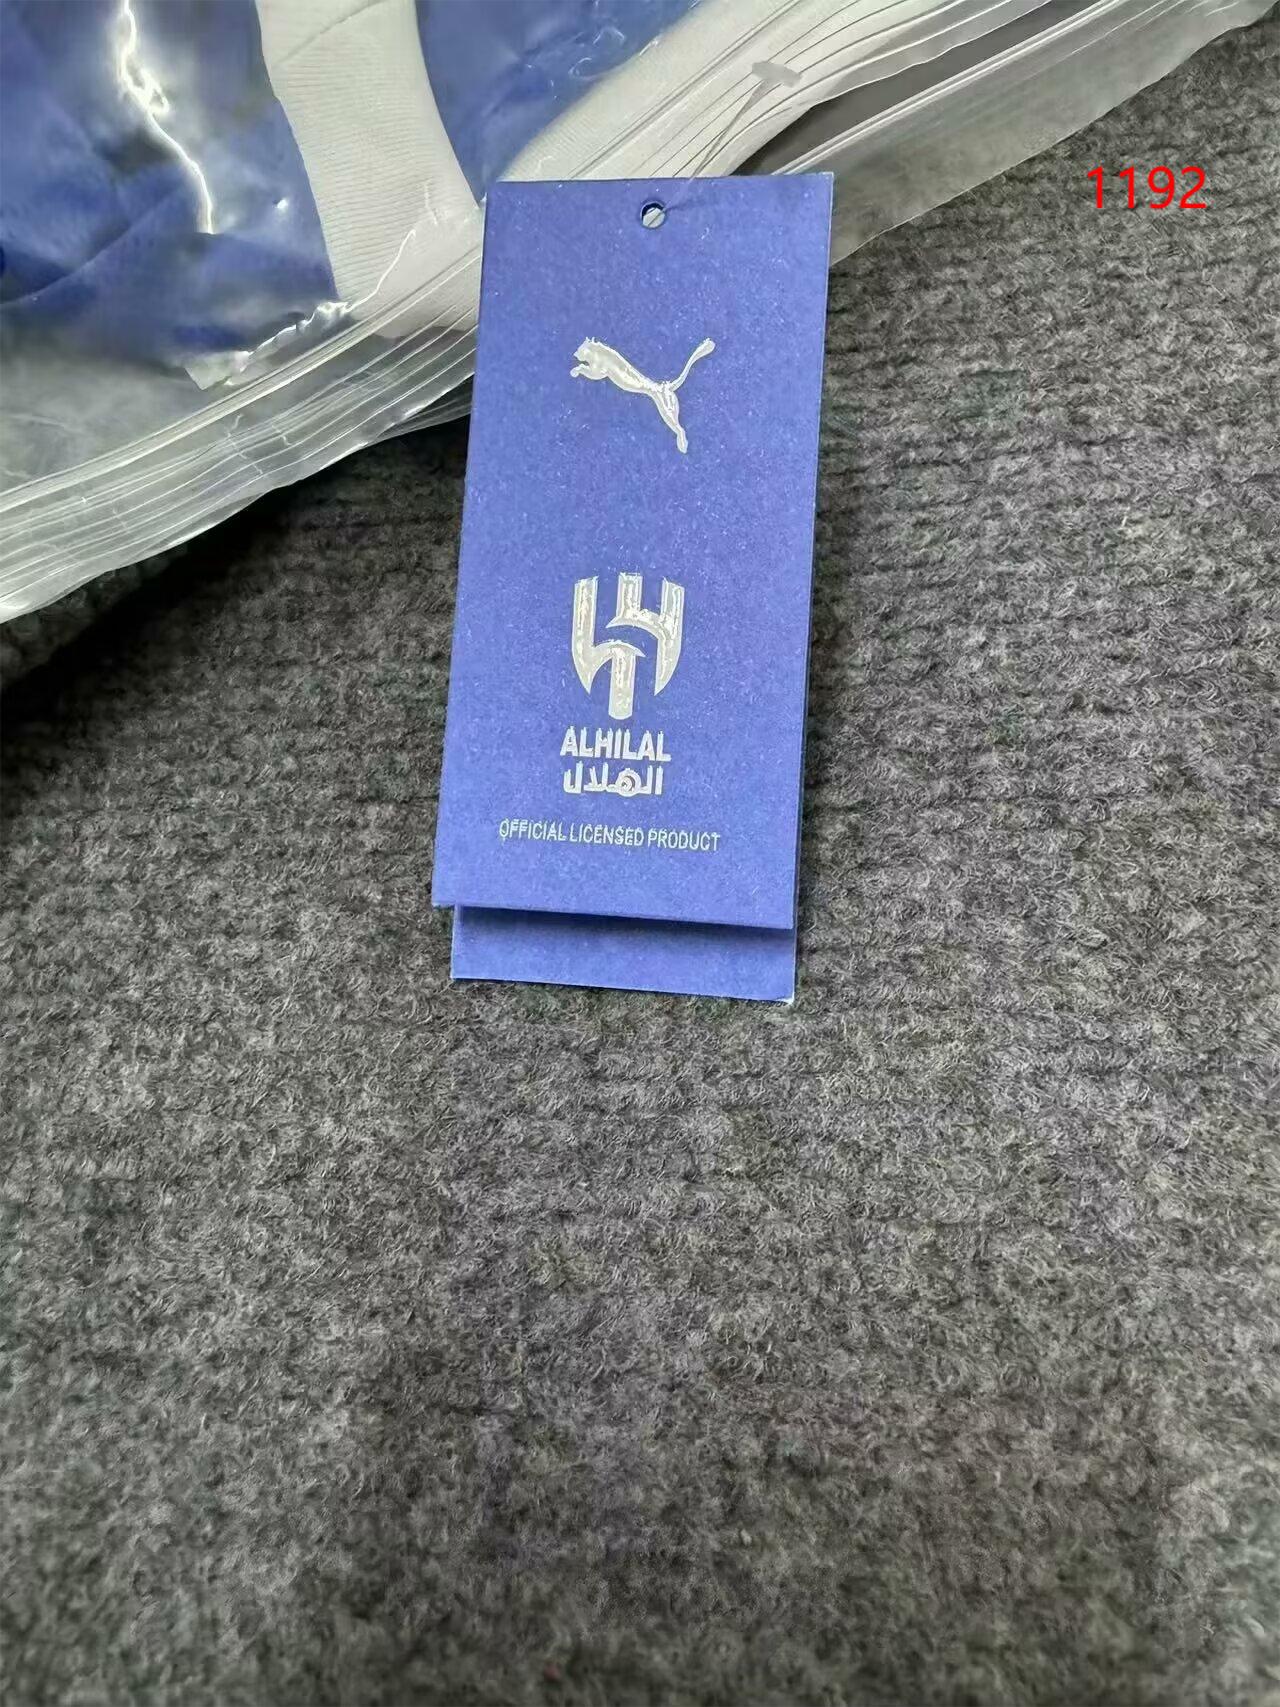 1192
ALHILAL
الهلال
OFFICIAL LICENSED PRODUCT